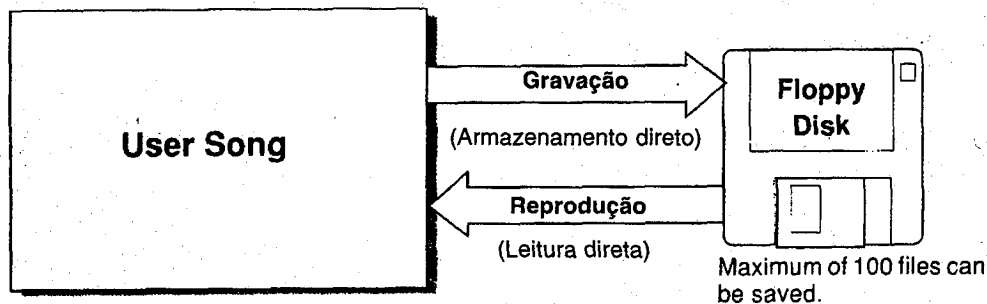 User Song
Gravação
(Armazenamento direto)
Reprodução
(Leitura direta)
Floppy
Disk
Maximum of 100 files can
be saved.